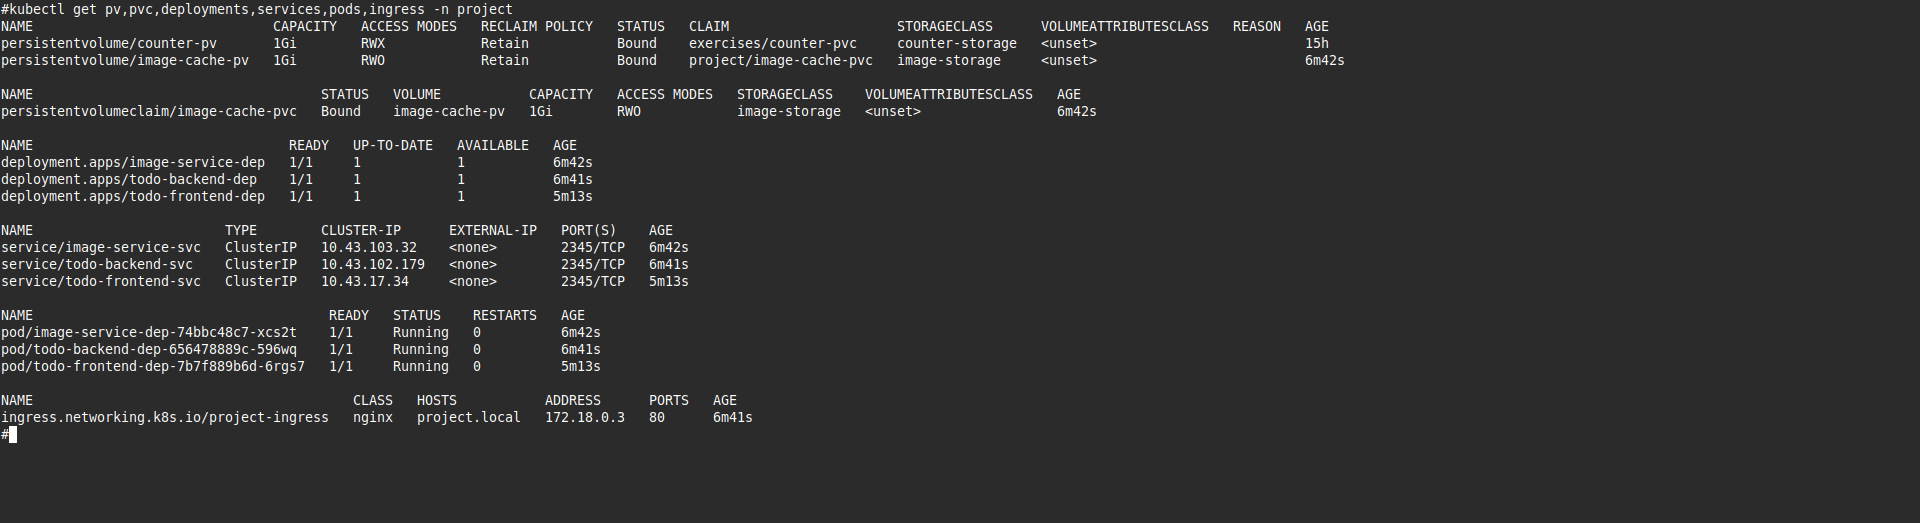 #kubectl get pv,pvc,deployments,services,pods,ingress -n project
NAME CAPACITY ACCESS MODES RECLAIM POLICY STATUS CLAIM STORAGECLASS VOLUMEATTRIBUTESCLASS REASON AGE
persistentvolume/counter-pv 1Gi RWX Retain Bound exercises/counter-pvc counter-storage <unset> 15h
persistentvolume/image-cache-pv 1Gi RWO Retain Bound project/image-cache-pvc image-storage <unset> 6m42s
NAME STATUS VOLUME CAPACITY ACCESS MODES STORAGECLASS VOLUMEATTRIBUTESCLASS AGE
persistentvolumeclaim/image-cache-pvc Bound image-cache-pv 1Gi RWO image-storage <unset> 6m42s
NAME READY UP-TO-DATE AVAILABLE AGE
deployment.apps/image-service-dep 1/1 1 1 6m42s
deployment.apps/todo-backend-dep 1/1 1 1 6m41s
deployment.apps/todo-frontend-dep 1/1 1 1 5m13s
NAME TYPE CLUSTER-IP EXTERNAL-IP PORT(S) AGE
service/image-service-svc ClusterIP 10.43.103.32 <none> 2345/TCP 6m42s
service/todo-backend-svc ClusterIP 10.43.102.179 <none> 2345/TCP 6m41s
service/todo-frontend-svc ClusterIP 10.43.17.34 <none> 2345/TCP 5m13s
NAME READY STATUS RESTARTS AGE
pod/image-service-dep-74bbc48c7-xcs2t 1/1 Running 0 6m42s
pod/todo-backend-dep-656478889c-596wq 1/1 Running 0 6m41s
pod/todo-frontend-dep-7b7f889b6d-6rgs7 1/1 Running 0 5m13s
NAME CLASS HOSTS ADDRESS PORTS AGE
ingress.networking.k8s.io/project-ingress nginx project.local 172.18.0.3 80 6m41s
#